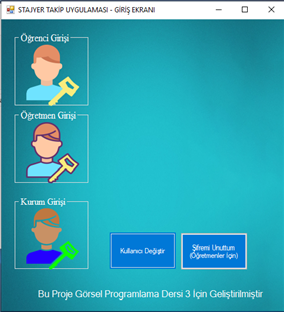 STAJYER TAKİP UYGULAMASI - GİRİŞ EKRANI
Öğrenci Girişi
Öğretmen Girişi
Kurum Girişi
Kullanıcı Değiştir
Şifremi Unuttum
(Öğretmenler İçin)
Bu Proje Görsel Programlama Dersi 3 İçin Geliştirilmiştir